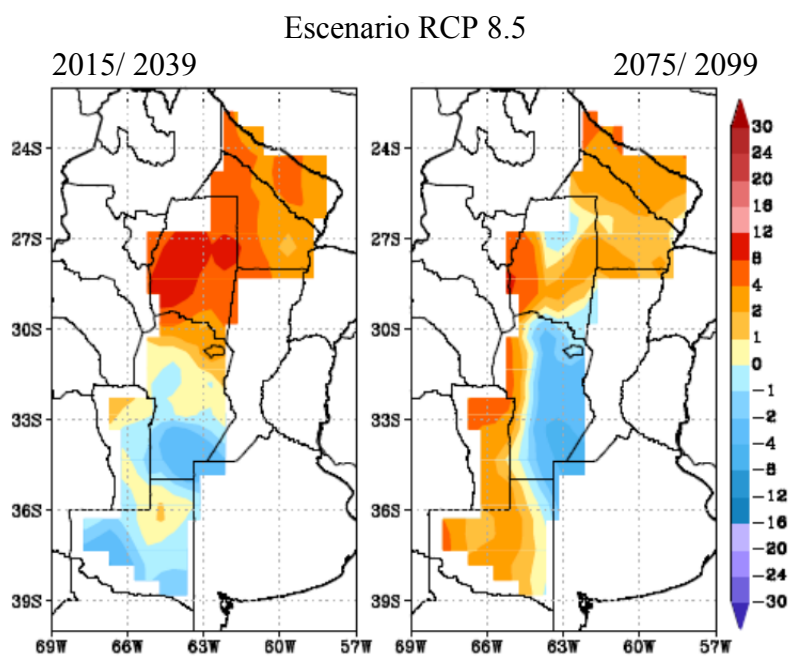 Escenario RCP 8.5
2015/ 2039
2075/ 2099
24S
27S
30S
33S
36S
39S
69W 66W 63W 60W 57W
24S
27S
30S
33S
36S
39S
69W 66W 63W 60W 57W
30
24
20
16
12
8
4
2
1
0
-1
-2
-4
-8
-12
-16
-20
-24
-30